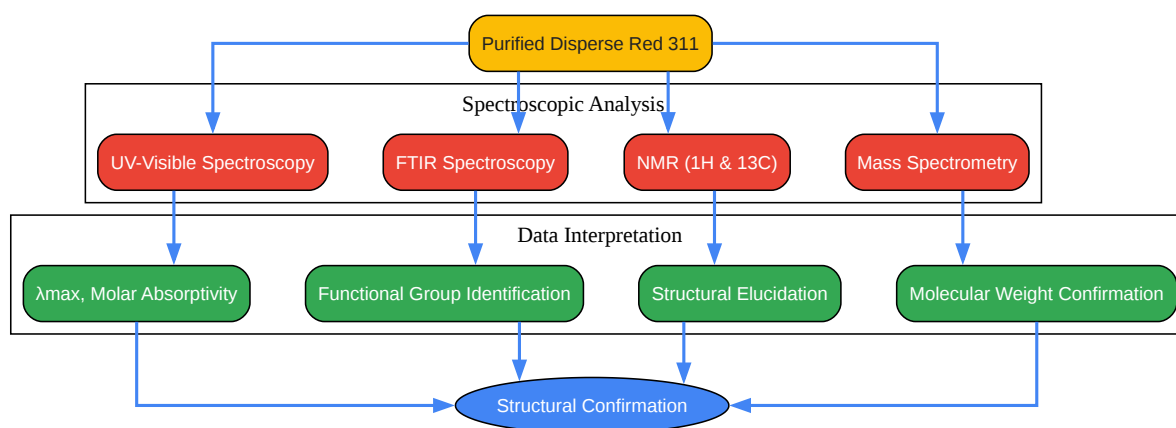 Purified Disperse Red 311
Spectroscopic Analysis
UV-Visible Spectroscopy
FTIR Spectroscopy
NMR (1H & 13C)
Mass Spectrometry
Data Interpretation
λmax, Molar Absorptivity
Functional Group Identification
Structural Elucidation
Molecular Weight Confirmation
Structural Confirmation